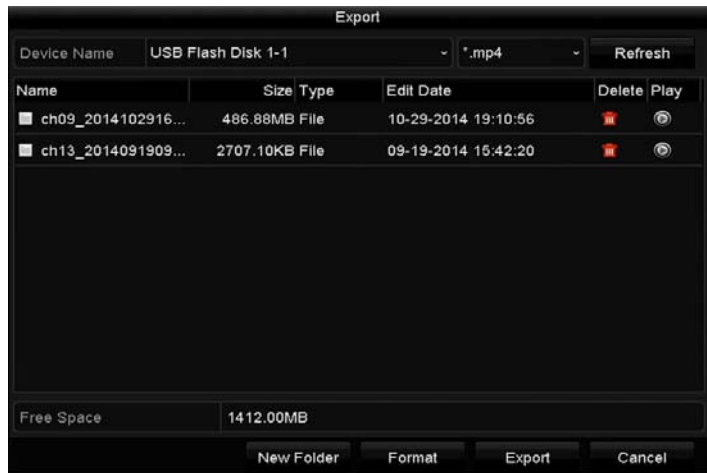 Export
Device Name USB Flash Disk 1-1 *.mp4 Refresh
Name Size Type Edit Date Delete Play
ch09_2014102916... 486.88MB File 10-29-2014 19:10:56
ch13_2014091909... 2707.10KB File 09-19-2014 15:42:20
Free Space 1412.00MB
New Folder Format Export Cancel